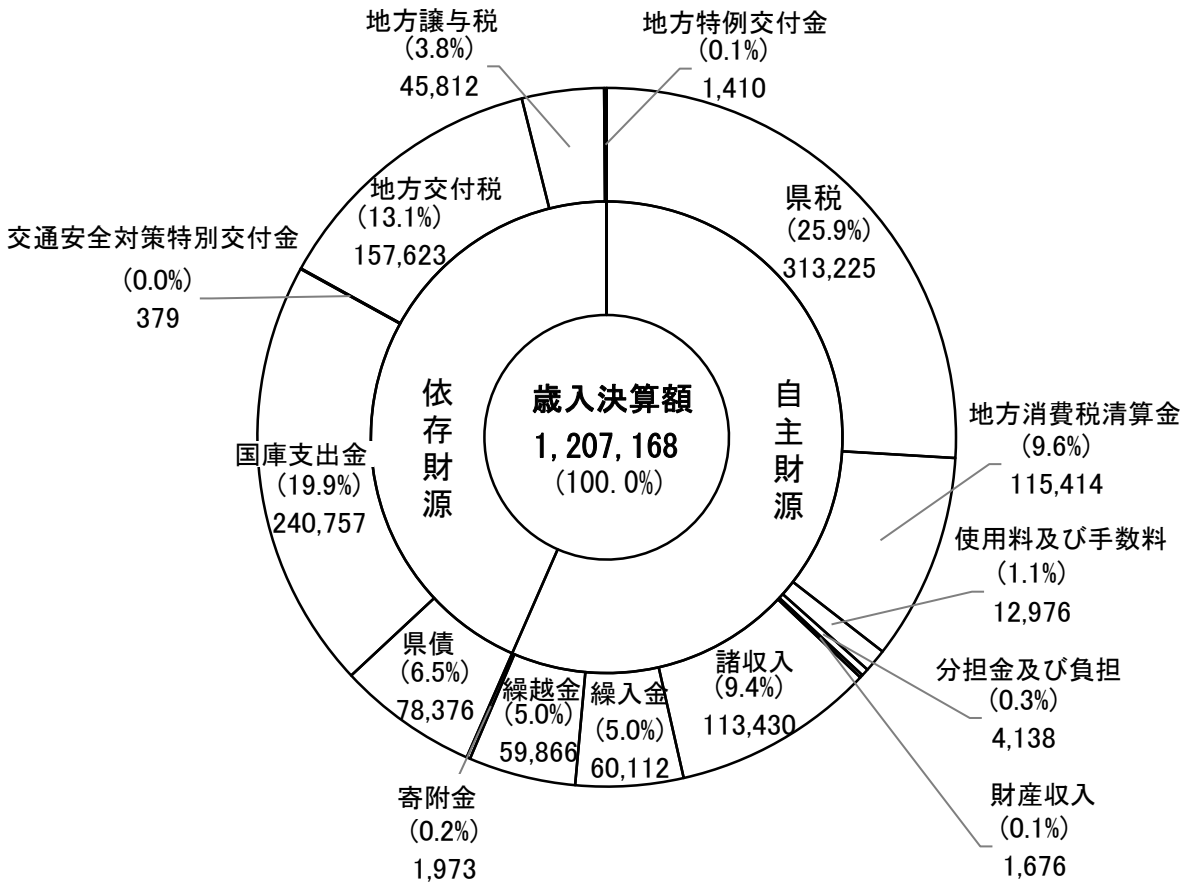 地方譲与税
(3.8%)
45,812
地方特例交付金
(0.1%)
1,410
県税
(25.9%)
313,225
地方交付税
(13.1%)
157,623
交通安全対策特別交付金
(0.0%)
379
依存財源
歳入決算額
1,207,168
(100.0%)
自主財源
地方消費税清算金
(9.6%)
115,414
国庫支出金
(19.9%)
240,757
使用料及び手数料
(1.1%)
12,976
分担金及び負担
(0.3%)
4,138
諸収入
(9.4%)
113,430
繰入金
(5.0%)
60,112
繰越金
(5.0%)
59,866
県債
(6.5%)
78,376
寄附金
(0.2%)
1,973
財産収入
(0.1%)
1,676